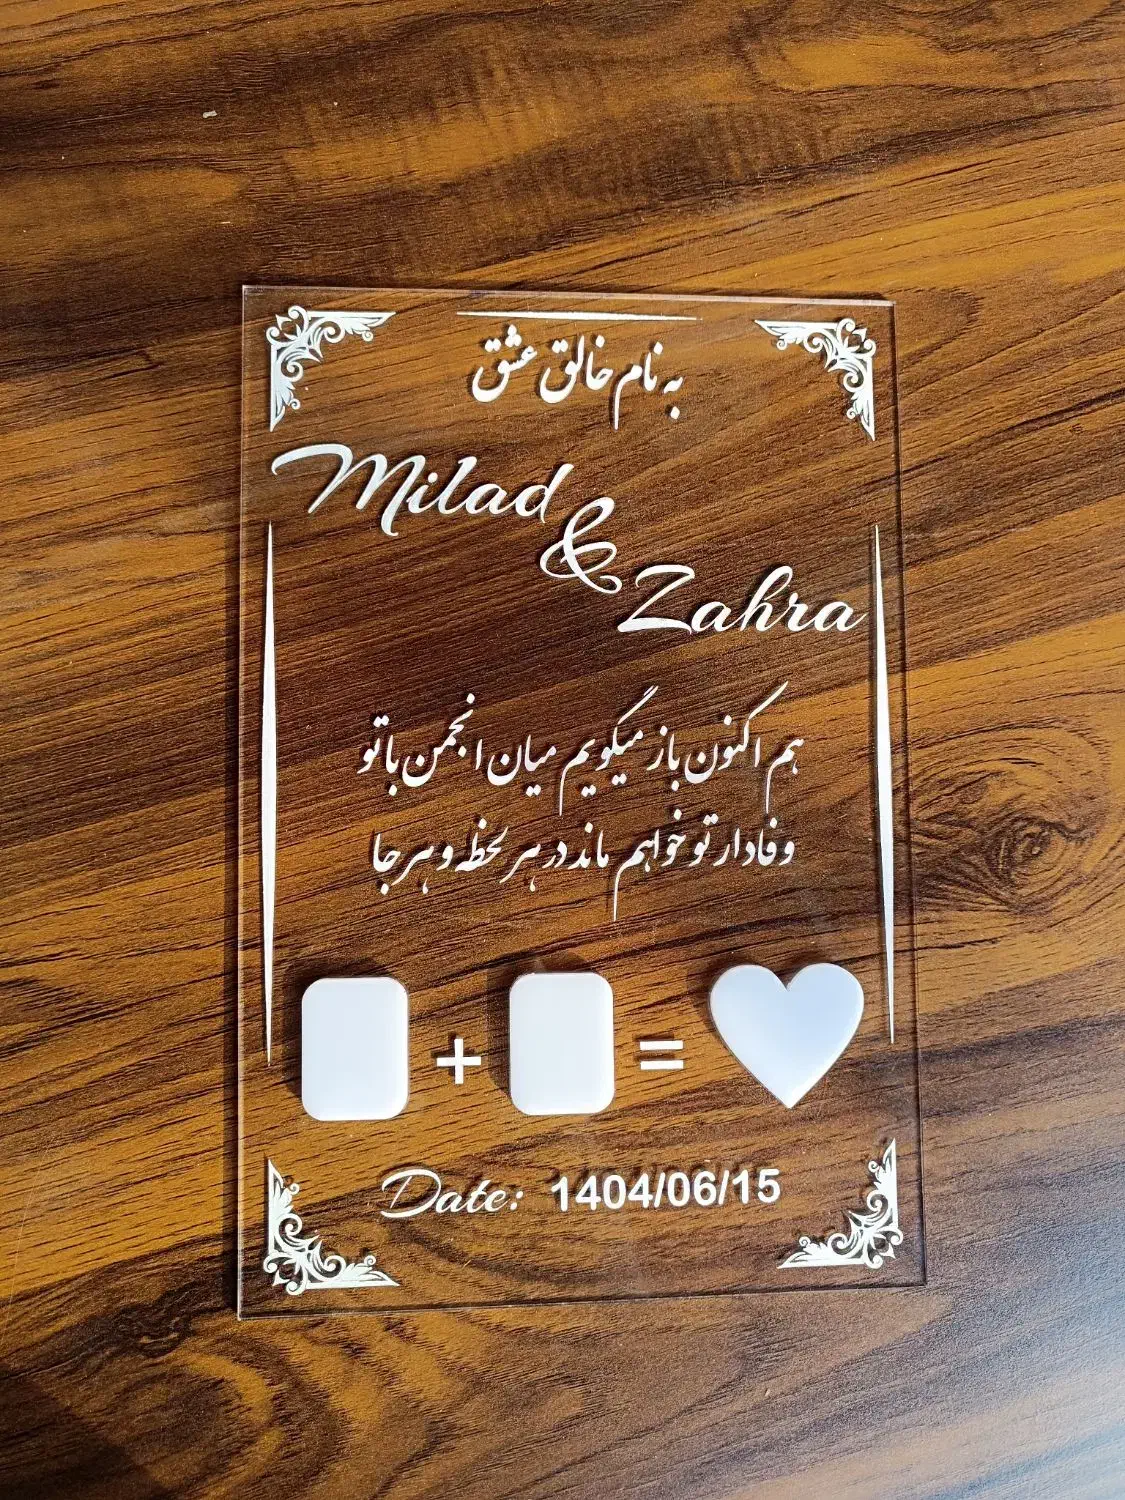 به نام خالق عشق
Milad
&
Zahra
هم اکنون باز میگویم میان انجمن با تو
وفادار تو خواهم ماند در هر لحظه و هر جا
+ =
Date: 1404/06/15